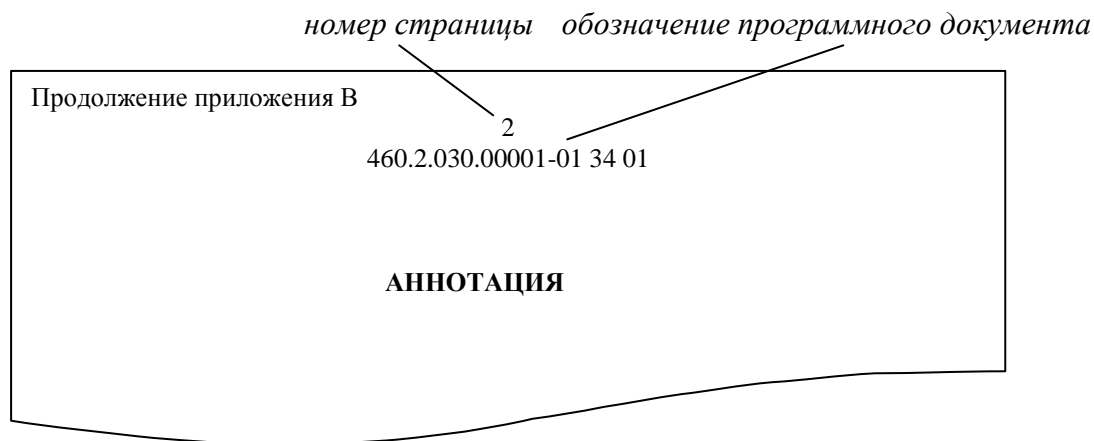 номер страницы обозначение программного документа
Продолжение приложения В
2
460.2.030.00001-01 34 01
АННОТАЦИЯ